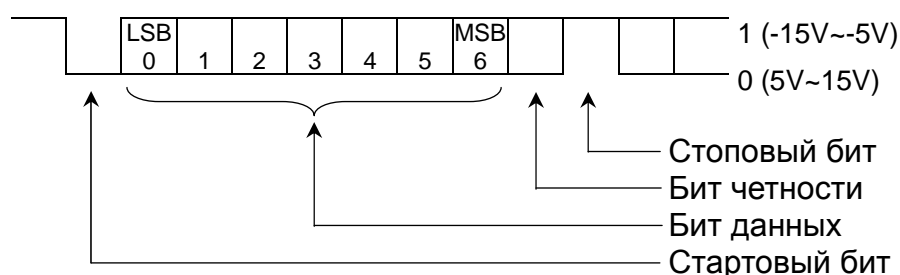 LSB MSB 1 (-15V~-5V)
0 1 2 3 4 5 6
0 (5V~15V)
Стоповый бит
Бит четности
Бит данных
Стартовый бит